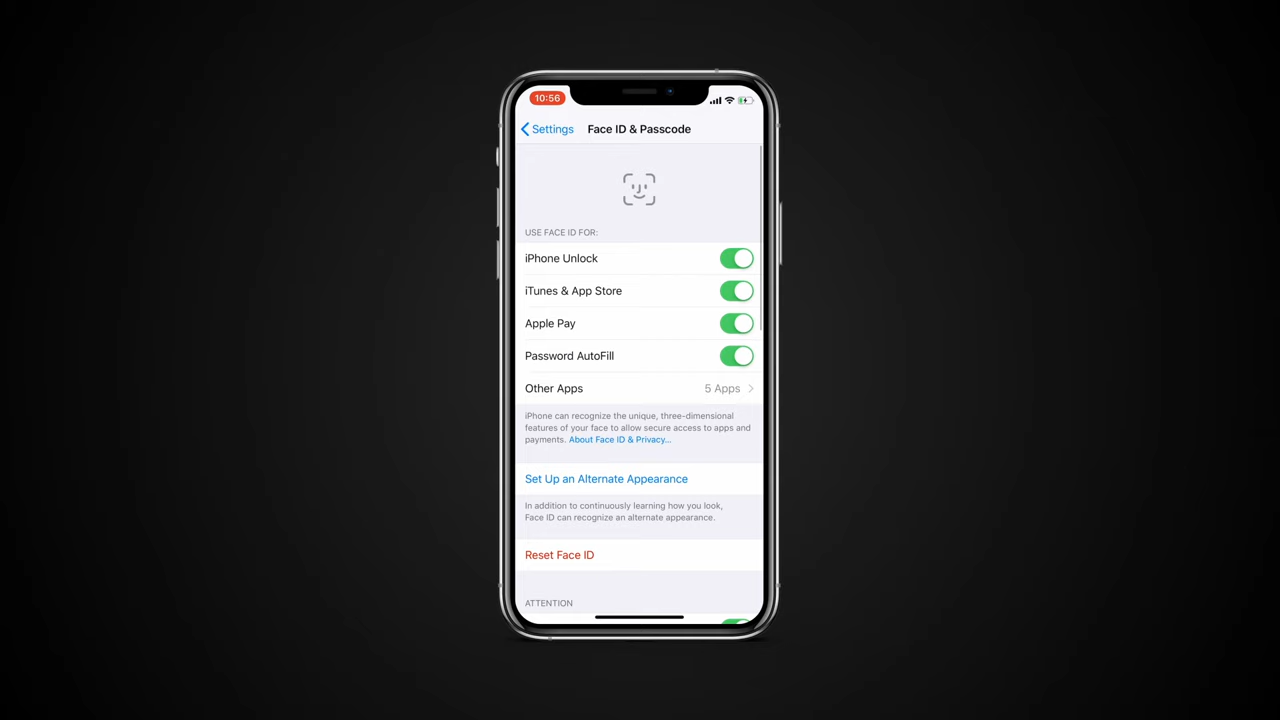 10:56
Settings
Face ID & Passcode
USE FACE ID FOR:
iPhone Unlock
iTunes & App Store
Apple Pay
Password AutoFill
Other Apps 5 Apps
iPhone can recognize the unique, three-dimensional
features of your face to allow secure access to apps and
payments. About Face ID & Privacy...
Set Up an Alternate Appearance
In addition to continuously learning how you look,
Face ID can recognize an alternate appearance.
Reset Face ID
ATTENTION